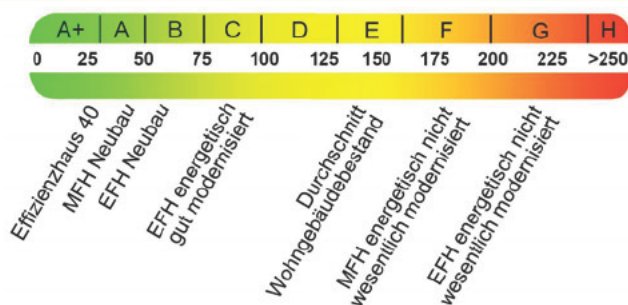 A+ A B C D E F G H
0 25 50 75 100 125 150 175 200 225 >250
Effizienzhaus 40
MFH Neubau
EFH Neubau
EFH energetisch
gut modernisiert
Durchschnitt
Wohngebäudebestand
MFH energetisch nicht
wesentlich modernisiert
EFH energetisch nicht
wesentlich modernisiert